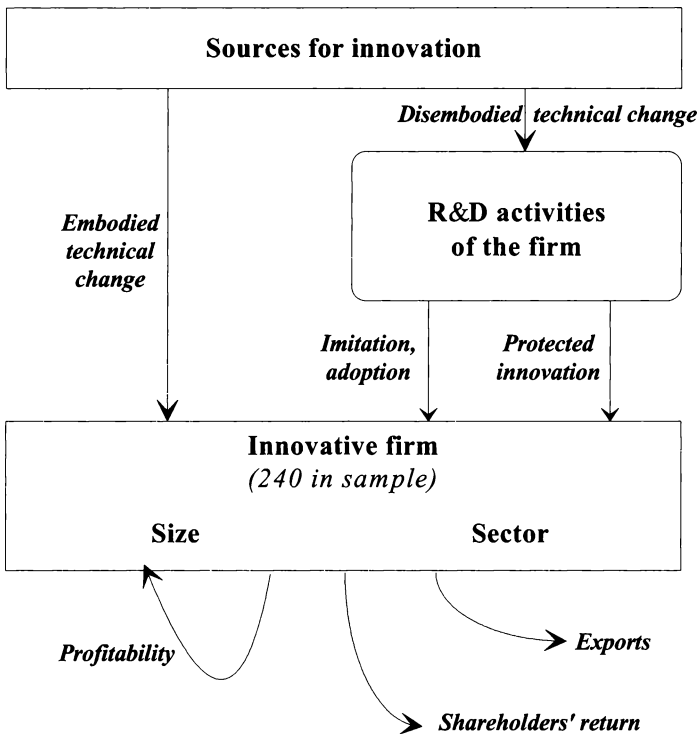 Sources for innovation
Disembodied technical change
R&D activities
of the firm
Embodied
technical
change
Imitation,
adoption
Protected
innovation
Innovative firm
(240 in sample)
Size
Sector
Profitability
Exports
Shareholders' return